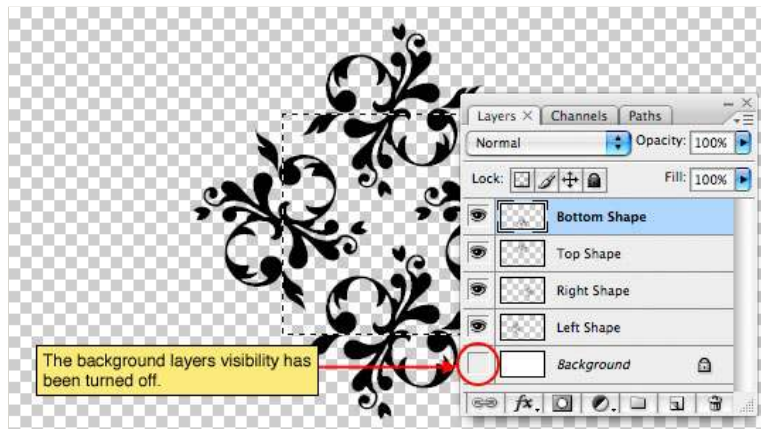 Layers × Channels Paths
Normal Opacity: 100%
Lock: Fill: 100%
Bottom Shape
Top Shape
Right Shape
Left Shape
Background
The background layers visibility has
been turned off.
fx.